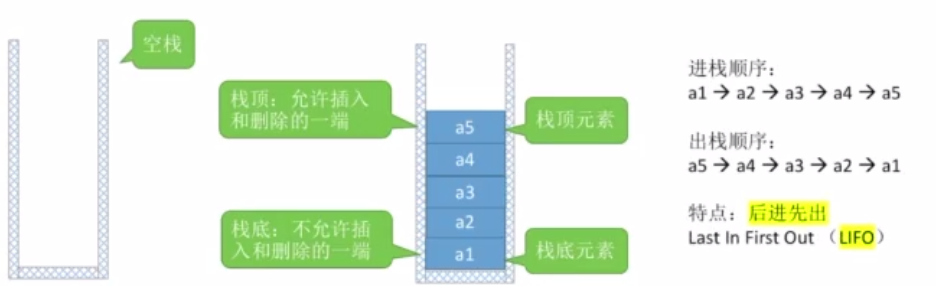 空栈
栈顶：允许插入
和删除的一端
栈顶元素
a5
a4
a3
a2
a1
栈底：不允许插
入和删除的一端
栈底元素
进栈顺序：
a1 → a2 → a3 → a4 → a5
出栈顺序：
a5 → a4 → a3 → a2 → a1
特点：后进先出
Last In First Out （LIFO）